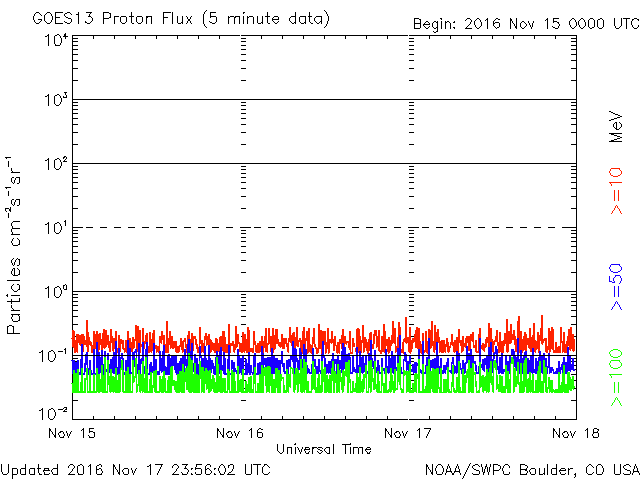 GOES13 Proton Flux (5 minute data)
Begin: 2016 Nov 15 0000 UTC
10⁴
10³
10²
10¹
10⁰
10⁻¹
10⁻²
Particles cm⁻²s⁻¹sr⁻¹
MeV
>=10
>=50
>=100
Nov 15
Nov 16
Nov 17
Nov 18
Universal Time
Updated 2016 Nov 17 23:56:02 UTC
NOAA/SWPC Boulder, CO USA